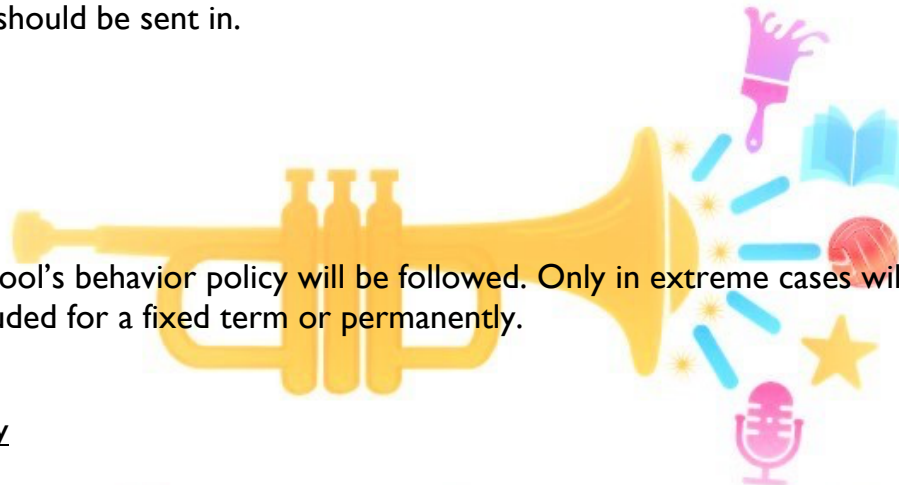 should be sent in.
ool’s behavior policy will be followed. Only in extreme cases wil
uded for a fixed term or permanently.
y